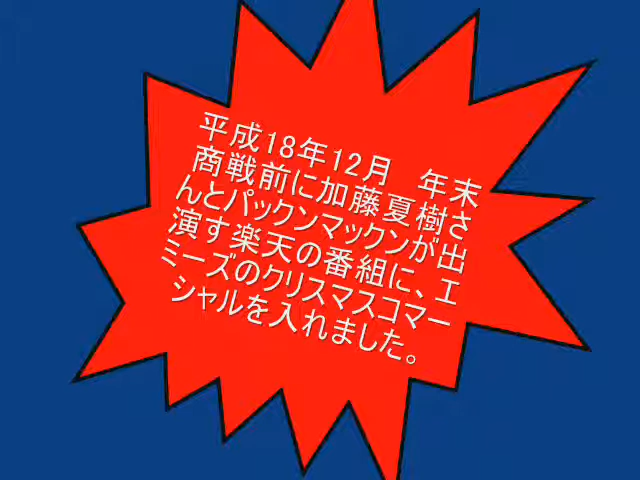 平成18年12月　年末
商戦前に加藤夏樹さ
んとパックンマックンが出
演す楽天の番組に、エ
ミーズのクリスマスコマー
シャルを入れました。